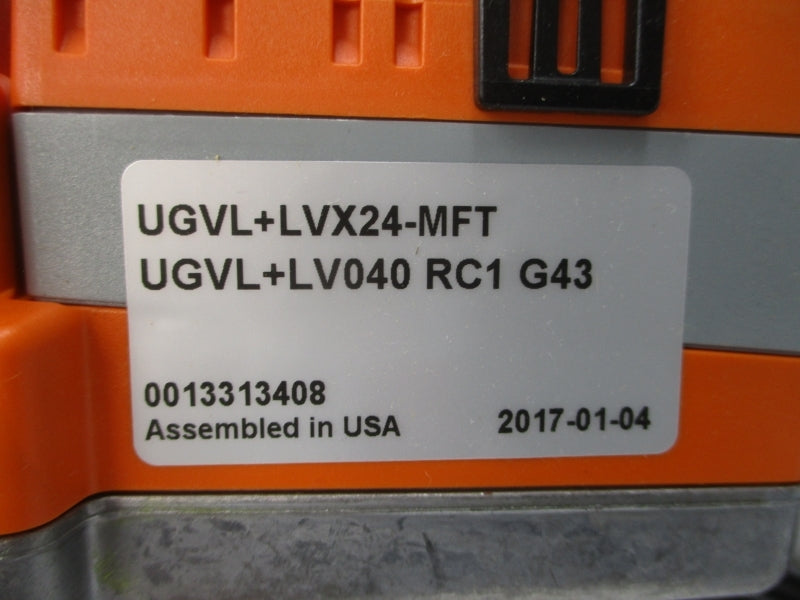 UGVL+LVX24-MFT
UGVL+LV040 RC1 G43
0013313408
Assembled in USA 2017-01-04